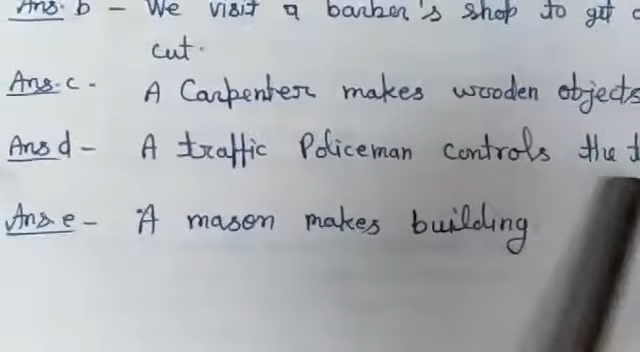 Ans. b - We visit a barber's shop to get
cut.
Ans. c - A Carpenter makes wooden objects
Ans d - A traffic Policeman controls the
Ans. e - A mason makes building